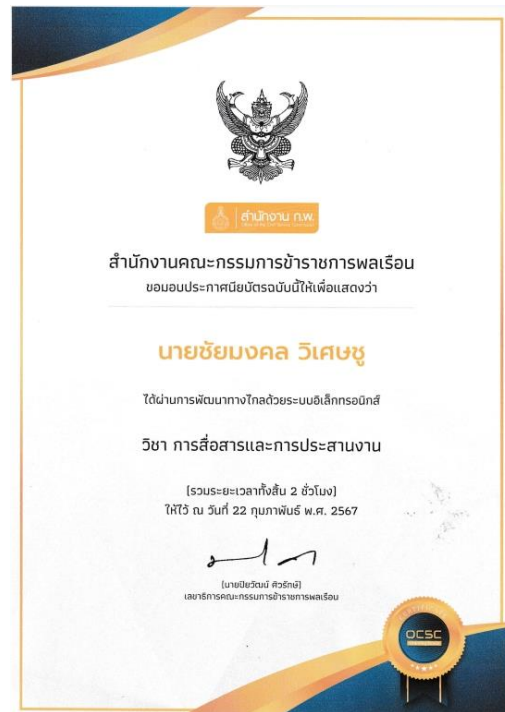 สำนักงาน ก.พ.
สำนักงานคณะกรรมการข้าราชการพลเรือน
ขอมอบประกาศนียบัตรฉบับนี้ให้เพื่อแสดงว่า
นายชัยมงคล วิเศษชู
ได้ผ่านการพัฒนาทางไกลด้วยระบบอิเล็กทรอนิกส์
วิชา การสื่อสารและการประสานงาน
(รวมระยะเวลาทั้งสิ้น 2 ชั่วโมง)
ให้ไว้ ณ วันที่ 22 กุมภาพันธ์ พ.ศ. 2567
(นายปิยวัฒน์ ศิวรักษ์)
เลขาธิการคณะกรรมการข้าราชการพลเรือน
OCSC